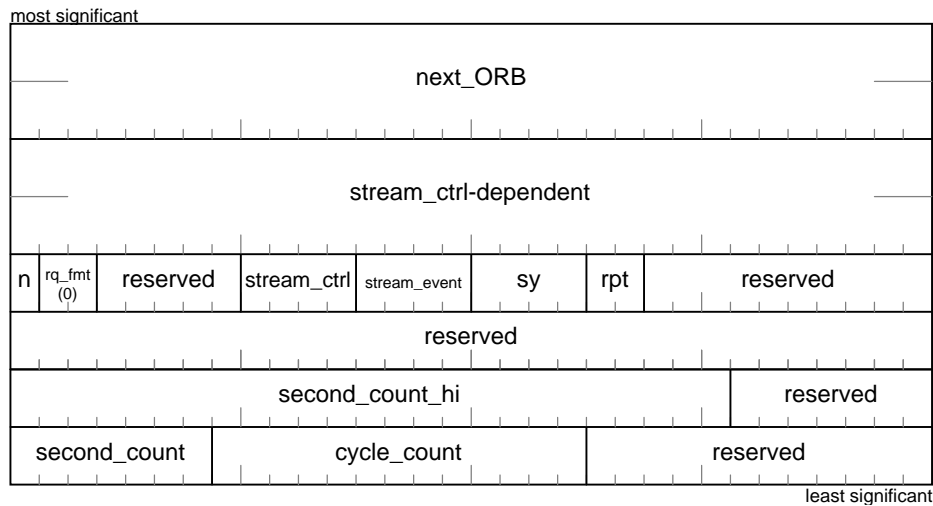 most significant
next_ORB
stream_ctrl-dependent
n rq_fmt (0) reserved stream_ctrl stream_event sy rpt reserved
reserved
second_count_hi reserved
second_count cycle_count reserved
least significant